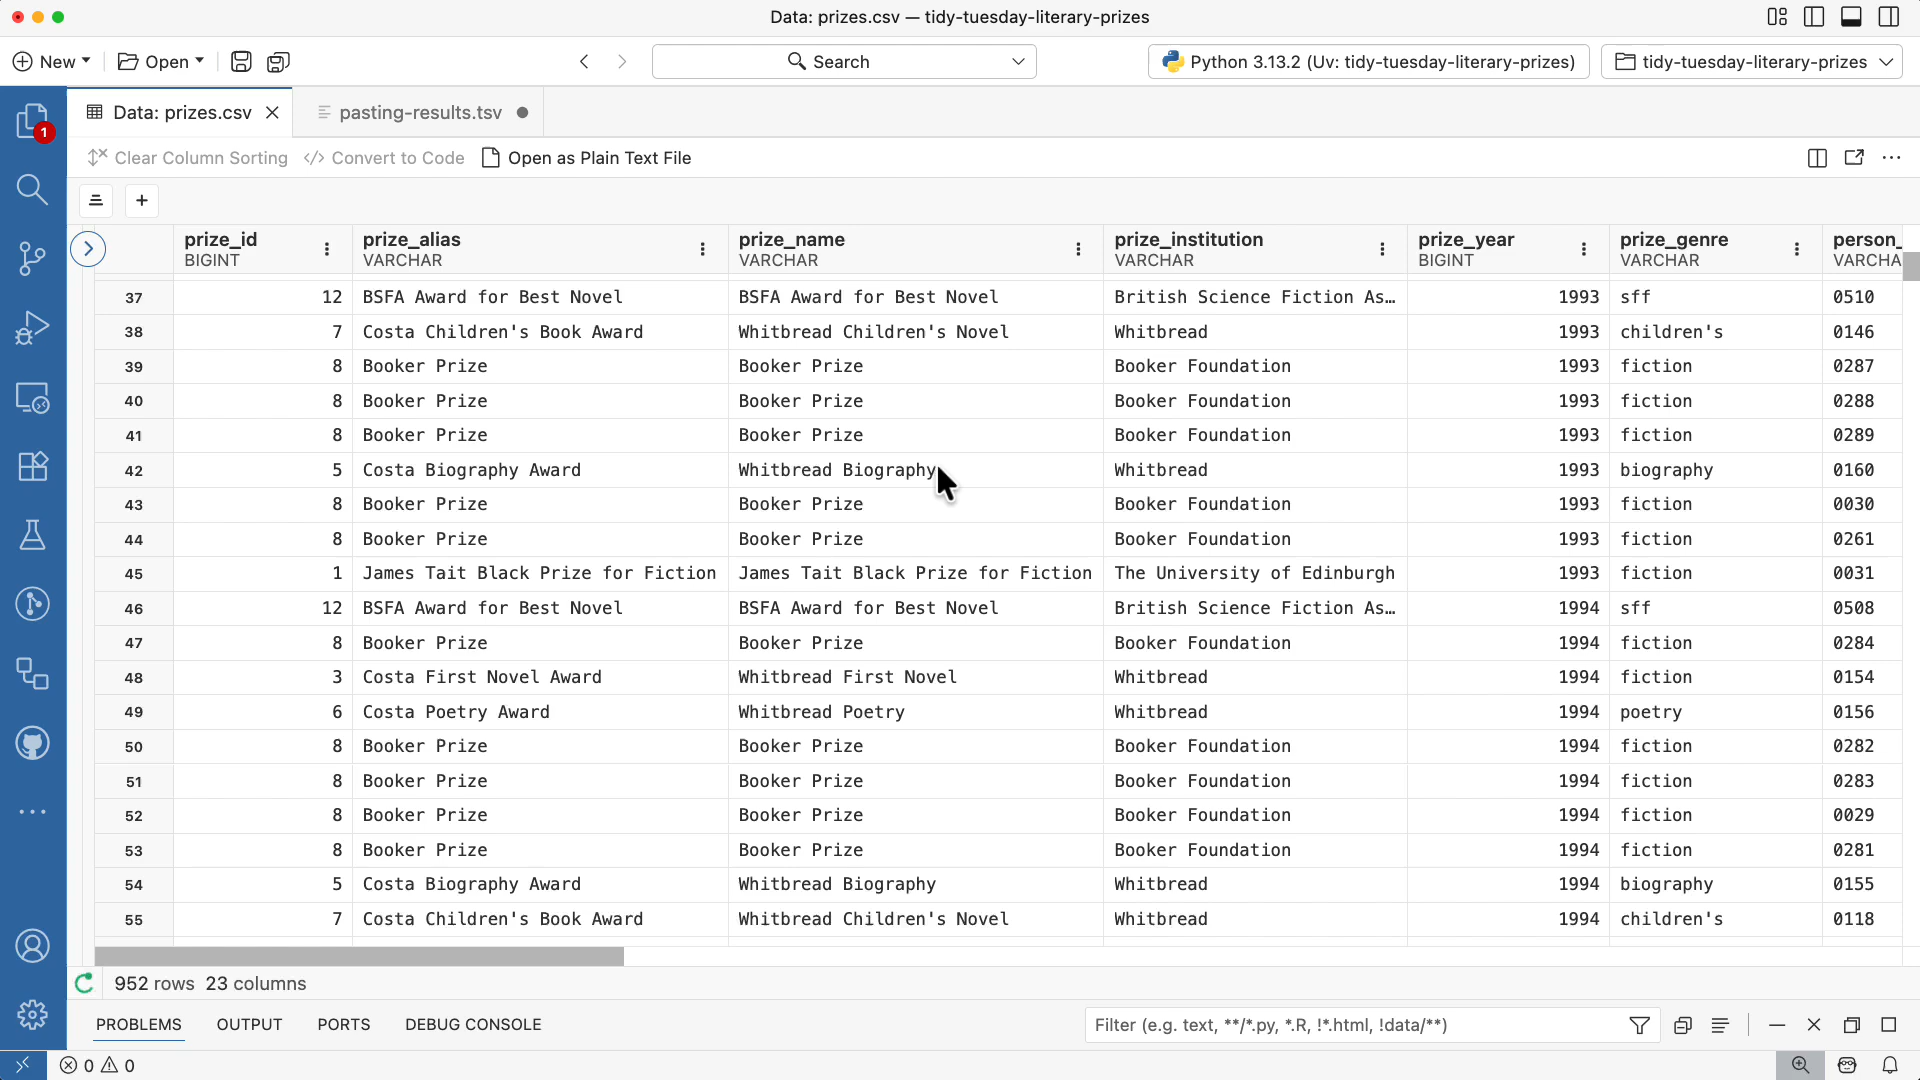 Data: prizes.csv — tidy-tuesday-literary-prizes
New Open Search Python 3.13.2 (Uv: tidy-tuesday-literary-prizes) tidy-tuesday-literary-prizes
1 Data: prizes.csv pasting-results.tsv
Clear Column Sorting </> Convert to Code Open as Plain Text File
prize_id prize_alias prize_name prize_institution prize_year prize_genre person_
BIGINT VARCHAR VARCHAR VARCHAR BIGINT VARCHAR VARCHA
37 12 BSFA Award for Best Novel BSFA Award for Best Novel British Science Fiction As… 1993 sff 0510
38 7 Costa Children's Book Award Whitbread Children's Novel Whitbread 1993 children's 0146
39 8 Booker Prize Booker Prize Booker Foundation 1993 fiction 0287
40 8 Booker Prize Booker Prize Booker Foundation 1993 fiction 0288
41 8 Booker Prize Booker Prize Booker Foundation 1993 fiction 0289
42 5 Costa Biography Award Whitbread Biography Whitbread 1993 biography 0160
43 8 Booker Prize Booker Prize Booker Foundation 1993 fiction 0030
44 8 Booker Prize Booker Prize Booker Foundation 1993 fiction 0261
45 1 James Tait Black Prize for Fiction James Tait Black Prize for Fiction The University of Edinburgh 1993 fiction 0031
46 12 BSFA Award for Best Novel BSFA Award for Best Novel British Science Fiction As… 1994 sff 0508
47 8 Booker Prize Booker Prize Booker Foundation 1994 fiction 0284
48 3 Costa First Novel Award Whitbread First Novel Whitbread 1994 fiction 0154
49 6 Costa Poetry Award Whitbread Poetry Whitbread 1994 poetry 0156
50 8 Booker Prize Booker Prize Booker Foundation 1994 fiction 0282
51 8 Booker Prize Booker Prize Booker Foundation 1994 fiction 0283
52 8 Booker Prize Booker Prize Booker Foundation 1994 fiction 0029
53 8 Booker Prize Booker Prize Booker Foundation 1994 fiction 0281
54 5 Costa Biography Award Whitbread Biography Whitbread 1994 biography 0155
55 7 Costa Children's Book Award Whitbread Children's Novel Whitbread 1994 children's 0118
952 rows 23 columns
PROBLEMS OUTPUT PORTS DEBUG CONSOLE Filter (e.g. text, **/*.py, *.R, !*.html, !data/**)
0 0